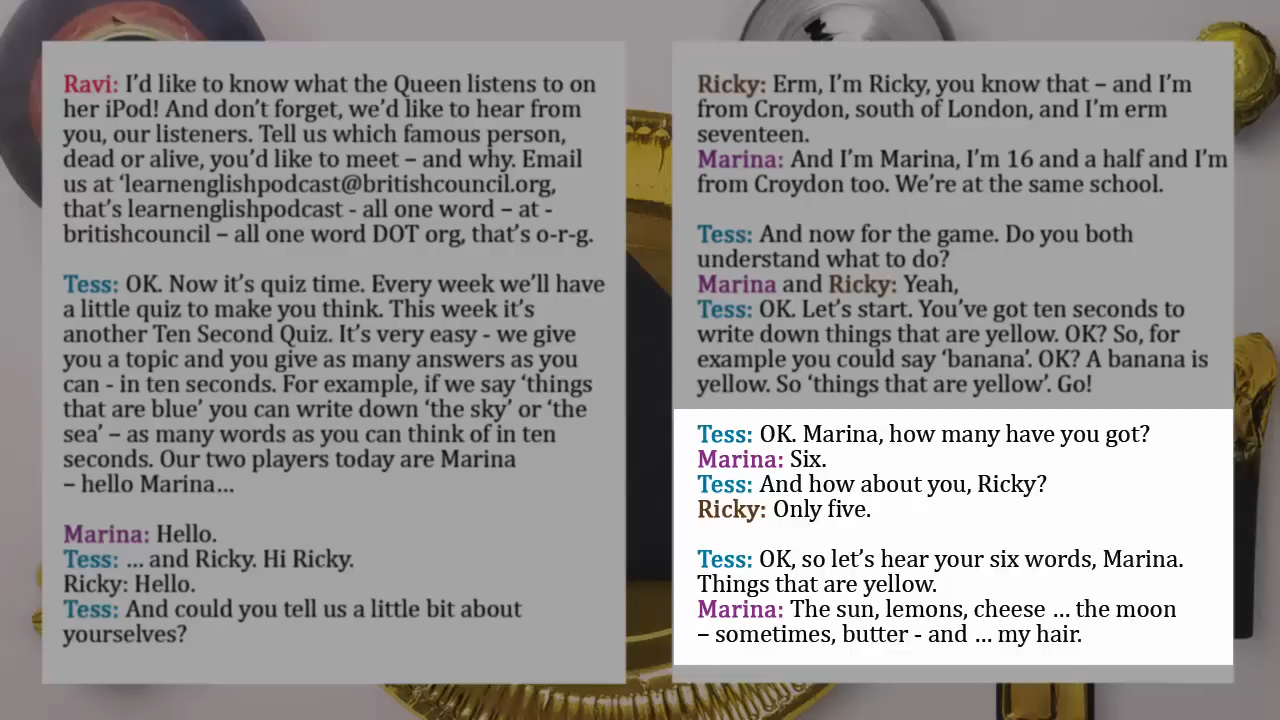 Ravi: I’d like to know what the Queen listens to on
her iPod! And don’t forget, we’d like to hear from
you, our listeners. Tell us which famous person,
dead or alive, you’d like to meet – and why. Email
us at ‘learnenglishpodcast@britishcouncil.org,
that’s learnenglishpodcast - all one word – at -
britishcouncil – all one word DOT org, that’s o-r-g.
Tess: OK. Now it’s quiz time. Every week we’ll have
a little quiz to make you think. This week it’s
another Ten Second Quiz. It’s very easy - we give
you a topic and you give as many answers as you
can - in ten seconds. For example, if we say ‘things
that are blue’ you can write down ‘the sky’ or ‘the
sea’ – as many words as you can think of in ten
seconds. Our two players today are Marina
– hello Marina…
Marina: Hello.
Tess: … and Ricky. Hi Ricky.
Ricky: Hello.
Tess: And could you tell us a little bit about
yourselves?
Ricky: Erm, I’m Ricky, you know that – and I’m
from Croydon, south of London, and I’m erm
seventeen.
Marina: And I’m Marina, I’m 16 and a half and I’m
from Croydon too. We’re at the same school.
Tess: And now for the game. Do you both
understand what to do?
Marina and Ricky: Yeah,
Tess: OK. Let’s start. You’ve got ten seconds to
write down things that are yellow. OK? So, for
example you could say ‘banana’. OK? A banana is
yellow. So ‘things that are yellow’. Go!
Tess: OK. Marina, how many have you got?
Marina: Six.
Tess: And how about you, Ricky?
Ricky: Only five.
Tess: OK, so let’s hear your six words, Marina.
Things that are yellow.
Marina: The sun, lemons, cheese … the moon
– sometimes, butter - and … my hair.